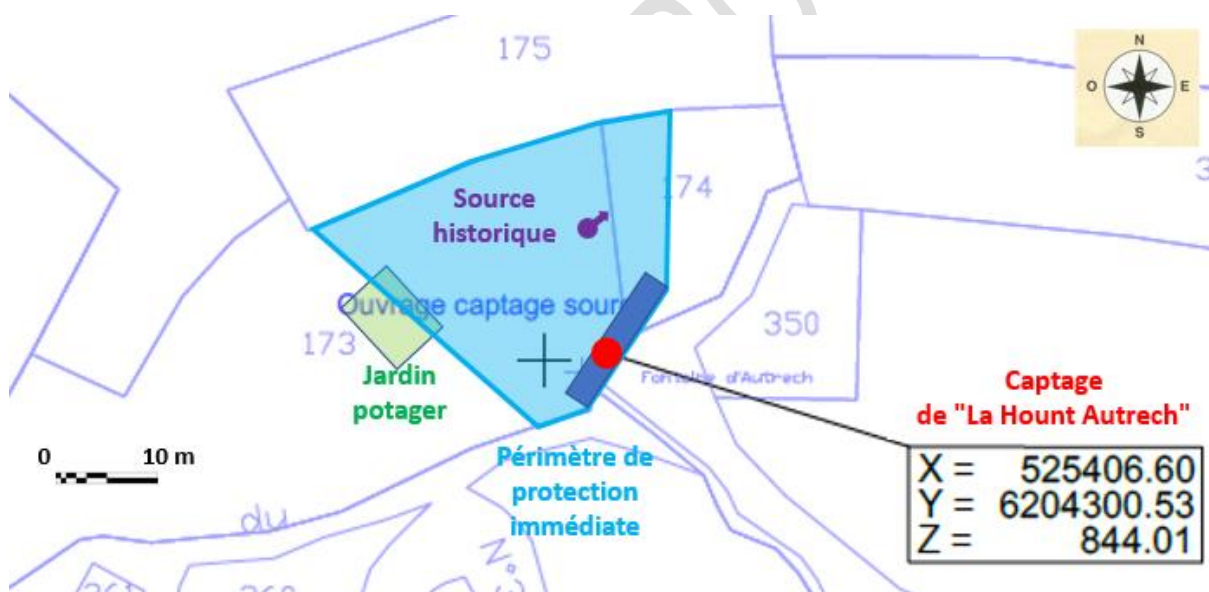 175
N
O
E
S
174
Source
historique
Ouvrage captage sour
173
350
Jardin
potager
Fontaine d'Autrech
Captage
de "La Hount Autrech"
0 10 m
Périmètre de
protection
immédiate
X = 525406.60
Y = 6204300.53
Z = 844.01
du